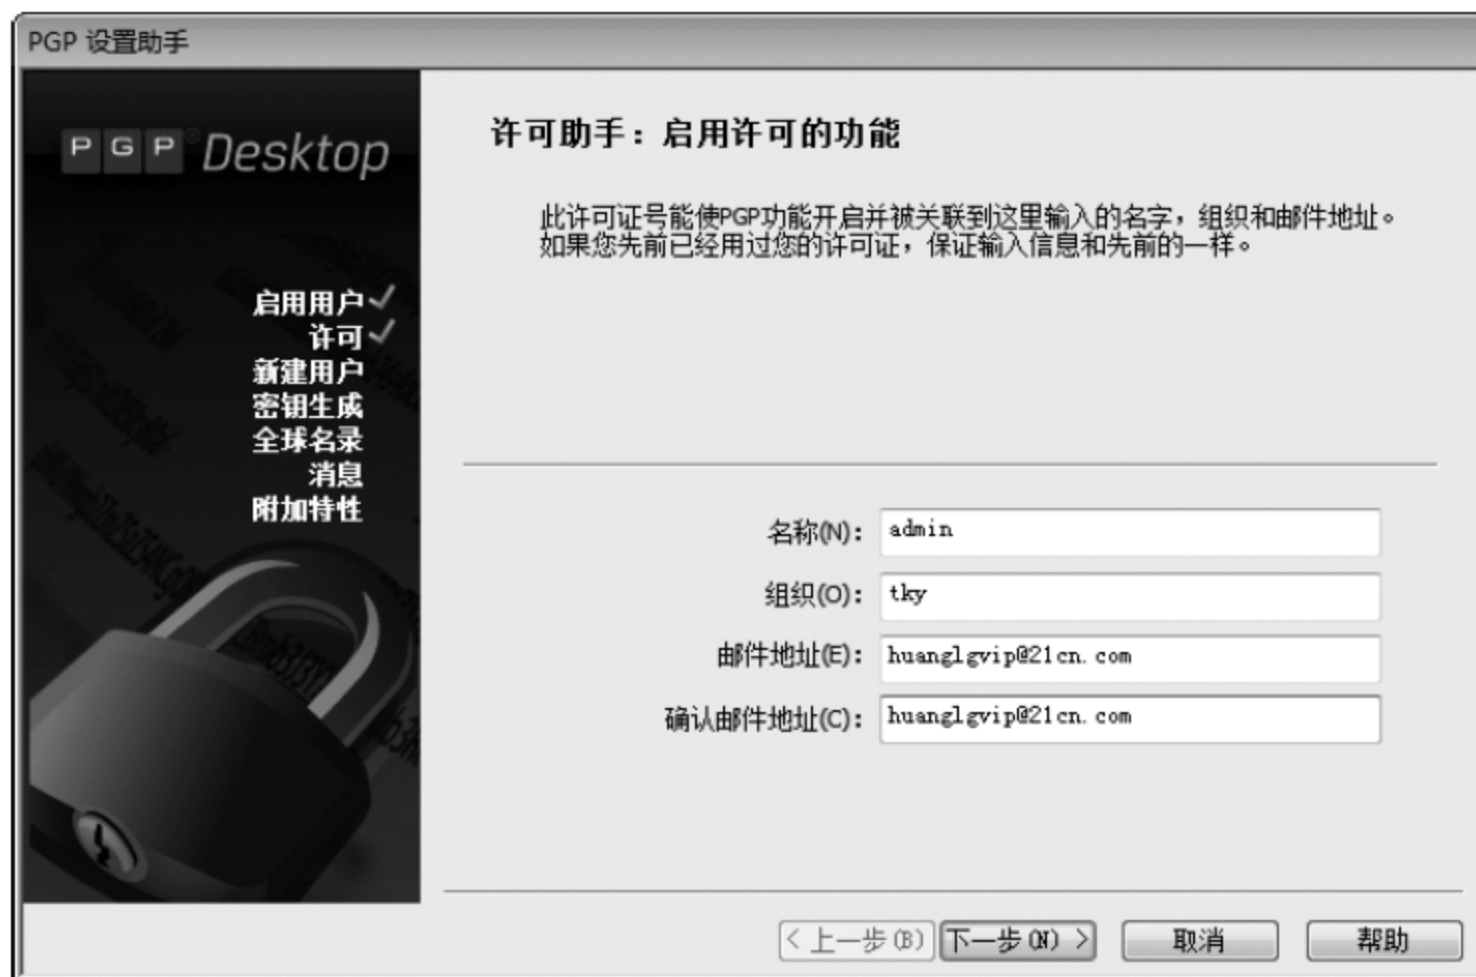 PGP 设置助手
PGP® Desktop
启用用户
许可
新建用户
密钥生成
全球名录
消息
附加特性
许可助手：启用许可的功能
此许可证号能使PGP功能开启并被关联到这里输入的名字，组织和邮件地址。
如果您先前已经用过您的许可证，保证输入信息和先前的一样。
名称(N)： admin
组织(O)： tky
邮件地址(E)： huanglgvip@21cn.com
确认邮件地址(C)： huanglgvip@21cn.com
< 上一步(B) 下一步(N) > 取消 帮助